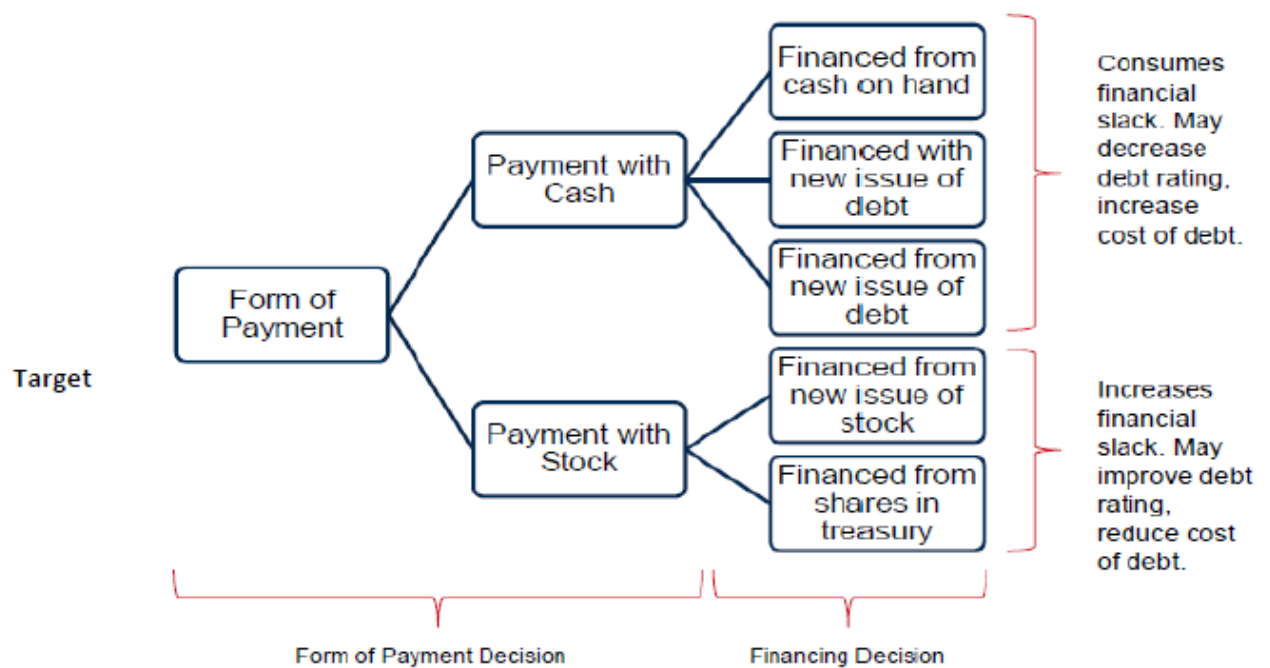 Target
Form of
Payment
Payment with
Cash
Payment with
Stock
Financed from
cash on hand
Financed with
new issue of
debt
Financed from
new issue of
debt
Financed from
new issue of
stock
Financed from
shares in
treasury
Consumes
financial
slack. May
decrease
debt rating,
increase
cost of debt.
Increases
financial
slack. May
improve debt
rating,
reduce cost
of debt.
Form of Payment Decision
Financing Decision